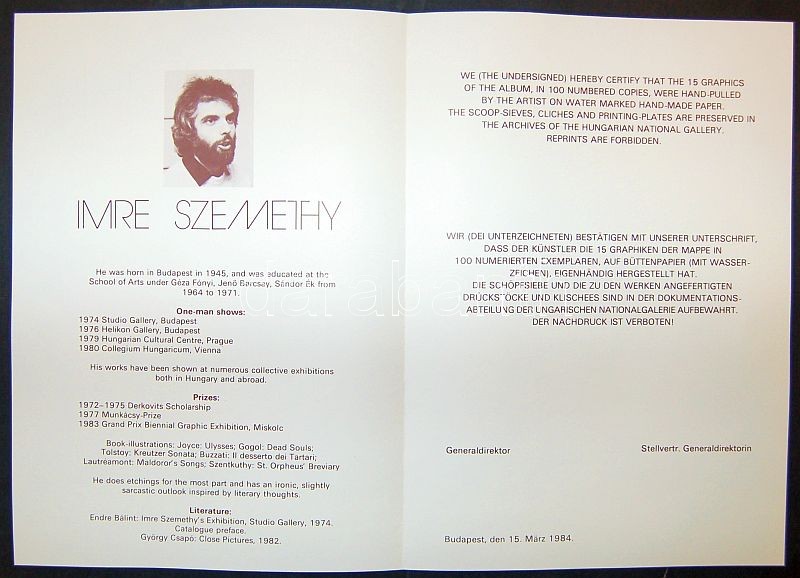 IMRE SZEMETHY
He was born in Budapest in 1945, and was aducated at the
School of Arts under Géza Fónyi, Jenő Barcsay, Sándor Ék from
1964 to 1971.
One-man shows:
1974 Studio Gallery, Budapest
1976 Helikon Gallery, Budapest
1979 Hungarian Cultural Centre, Prague
1980 Collegium Hungaricum, Vienna
His works have been shown at numerous collective exhibitions
both in Hungary and abroad.
Prizes:
1972–1975 Derkovits Scholarship
1977 Munkácsy-Prize
1983 Grand Prix Biennial Graphic Exhibition, Miskolc
Book-illustrations: Joyce: Ulysses; Gogol: Dead Souls;
Tolstoy: Kreutzer Sonata; Buzzati: Il desserto dei Tartari;
Lautréamont: Maldoror's Songs; Szentkuthy: St. Orpheus' Breviary
He does etchings for the most part and has an ironic, slightly
sarcastic outlook inspired by literary thoughts.
Literature:
Endre Bálint: Imre Szemethy's Exhibition, Studio Gallery, 1974.
Catalogue preface.
György Csapó: Close Pictures, 1982.
WE (THE UNDERSIGNED) HEREBY CERTIFY THAT THE 15 GRAPHICS
OF THE ALBUM, IN 100 NUMBERED COPIES, WERE HAND-PULLED
BY THE ARTIST ON WATER MARKED HAND-MADE PAPER.
THE SCOOP-SIEVES, CLICHES AND PRINTING-PLATES ARE PRESERVED IN
THE ARCHIVES OF THE HUNGARIAN NATIONAL GALLERY.
REPRINTS ARE FORBIDDEN.
WIR (DEI UNTERZEICHNETEN) BESTÄTIGEN MIT UNSERER UNTERSCHRIFT,
DASS DER KÜNSTLER DIE 15 GRAPHIKEN DER MAPPE IN
100 NUMERIERTEN EXEMPLAREN, AUF BÜTTENPAPIER (MIT WASSER-
ZEICHEN), EIGENHÄNDIG HERGESTELLT HAT.
DIE SCHÖPFSIEBE UND DIE ZU DEN WERKEN ANGEFERTIGTEN
DRUCKSTÖCKE UND KLISCHEES SIND IN DER DOKUMENTATIONS-
ABTEILUNG DER UNGARISCHEN NATIONALGALERIE AUFBEWAHRT.
DER NACHDRUCK IST VERBOTEN!
Generaldirektor
Stellvertr. Generaldirektorin
Budapest, den 15. März 1984.